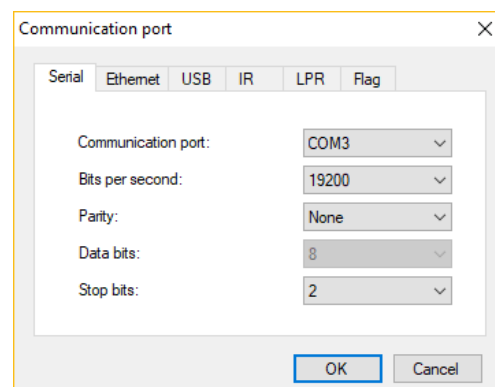 Communication port
Serial Ethernet USB IR LPR Flag
Communication port: COM3
Bits per second: 19200
Parity: None
Data bits: 8
Stop bits: 2
OK Cancel